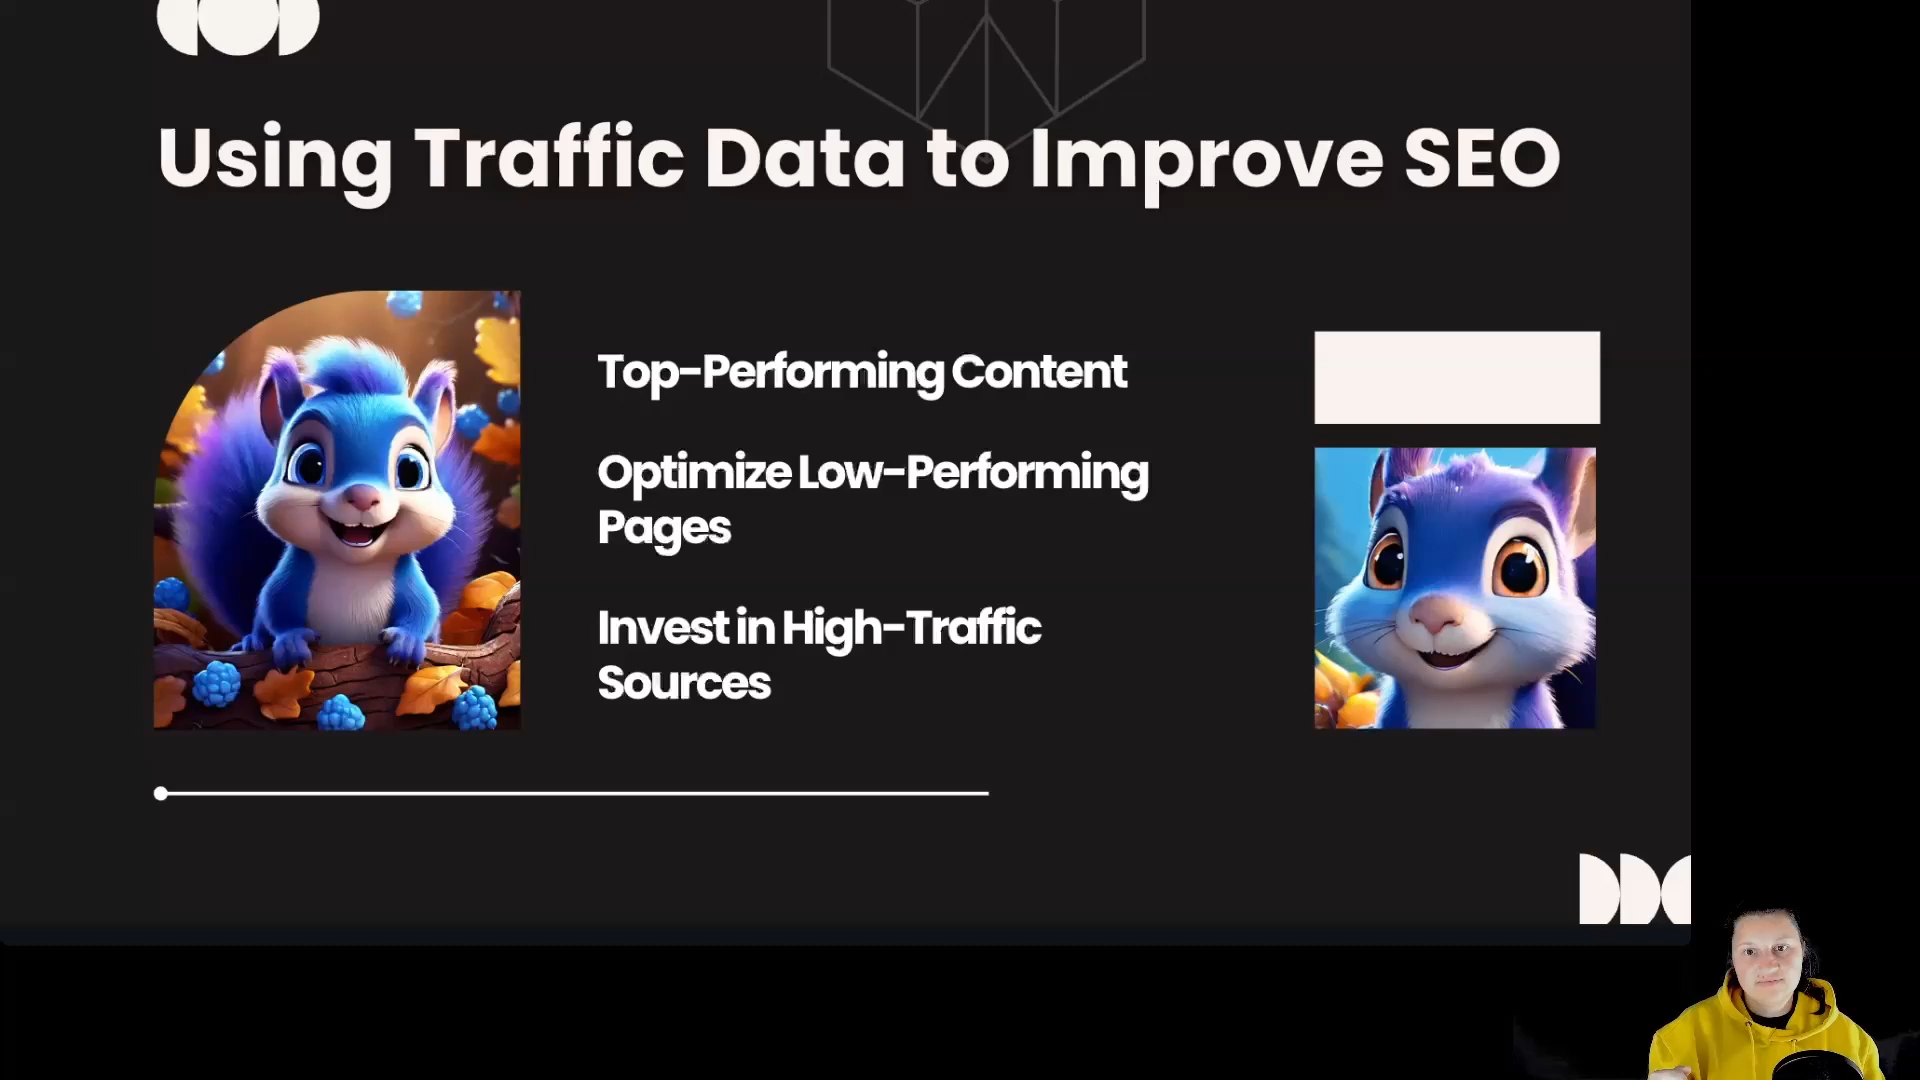 Using Traffic Data to Improve SEO
Top-Performing Content
Optimize Low-Performing
Pages
Invest in High-Traffic
Sources